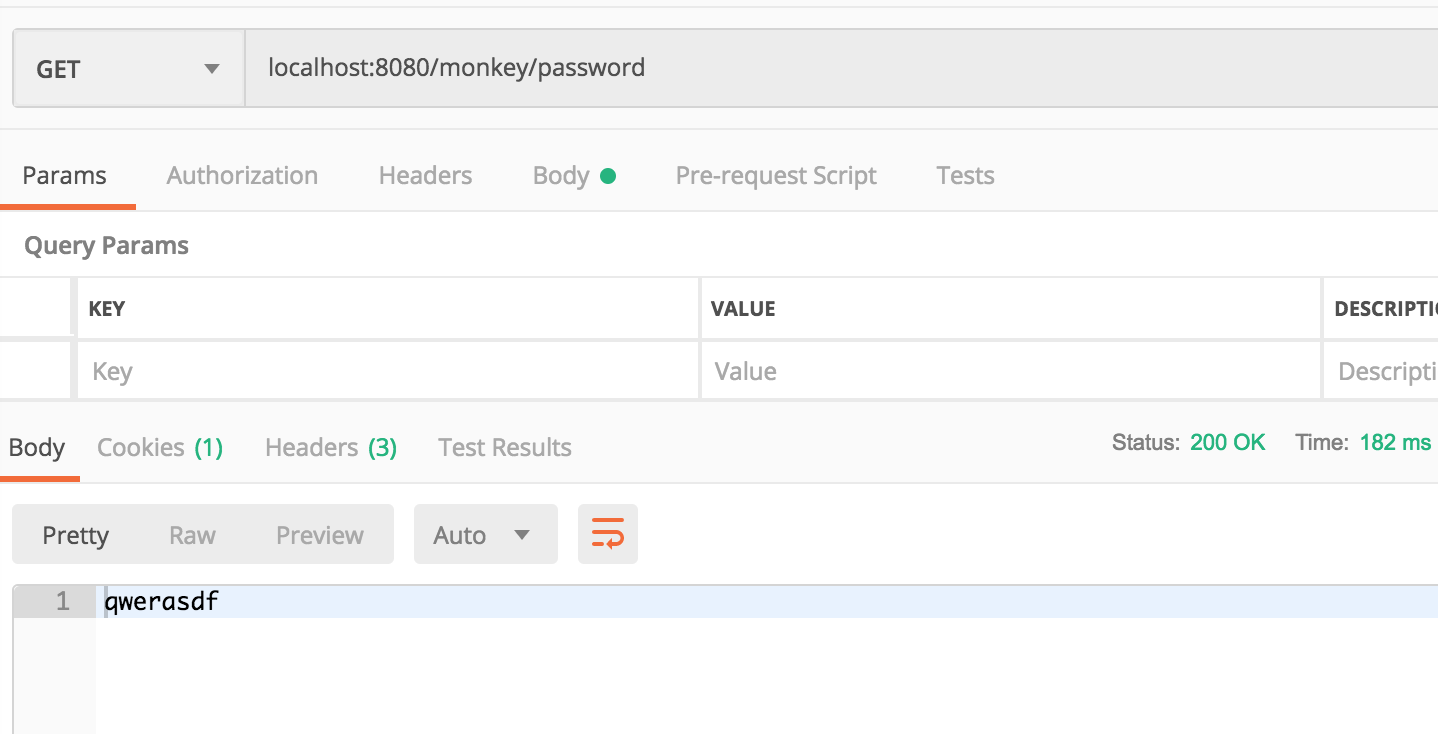 GET localhost:8080/monkey/password
Params Authorization Headers Body Pre-request Script Tests
Query Params
KEY VALUE DESCRIPTI
Key Value Descripti
Body Cookies (1) Headers (3) Test Results Status: 200 OK Time: 182 ms
Pretty Raw Preview Auto
1 qwerasdf